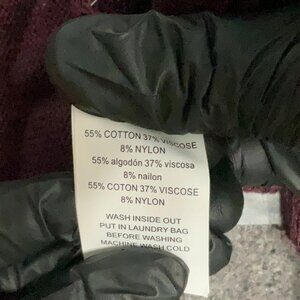 55% COTTON 37% VISCOSE
8% NYLON
55% algodón 37% viscosa
8% nailon
55% COTON 37% VISCOSE
8% NYLON
WASH INSIDE OUT
PUT IN LAUNDRY BAG
BEFORE WASHING
MACHINE WASH COLD